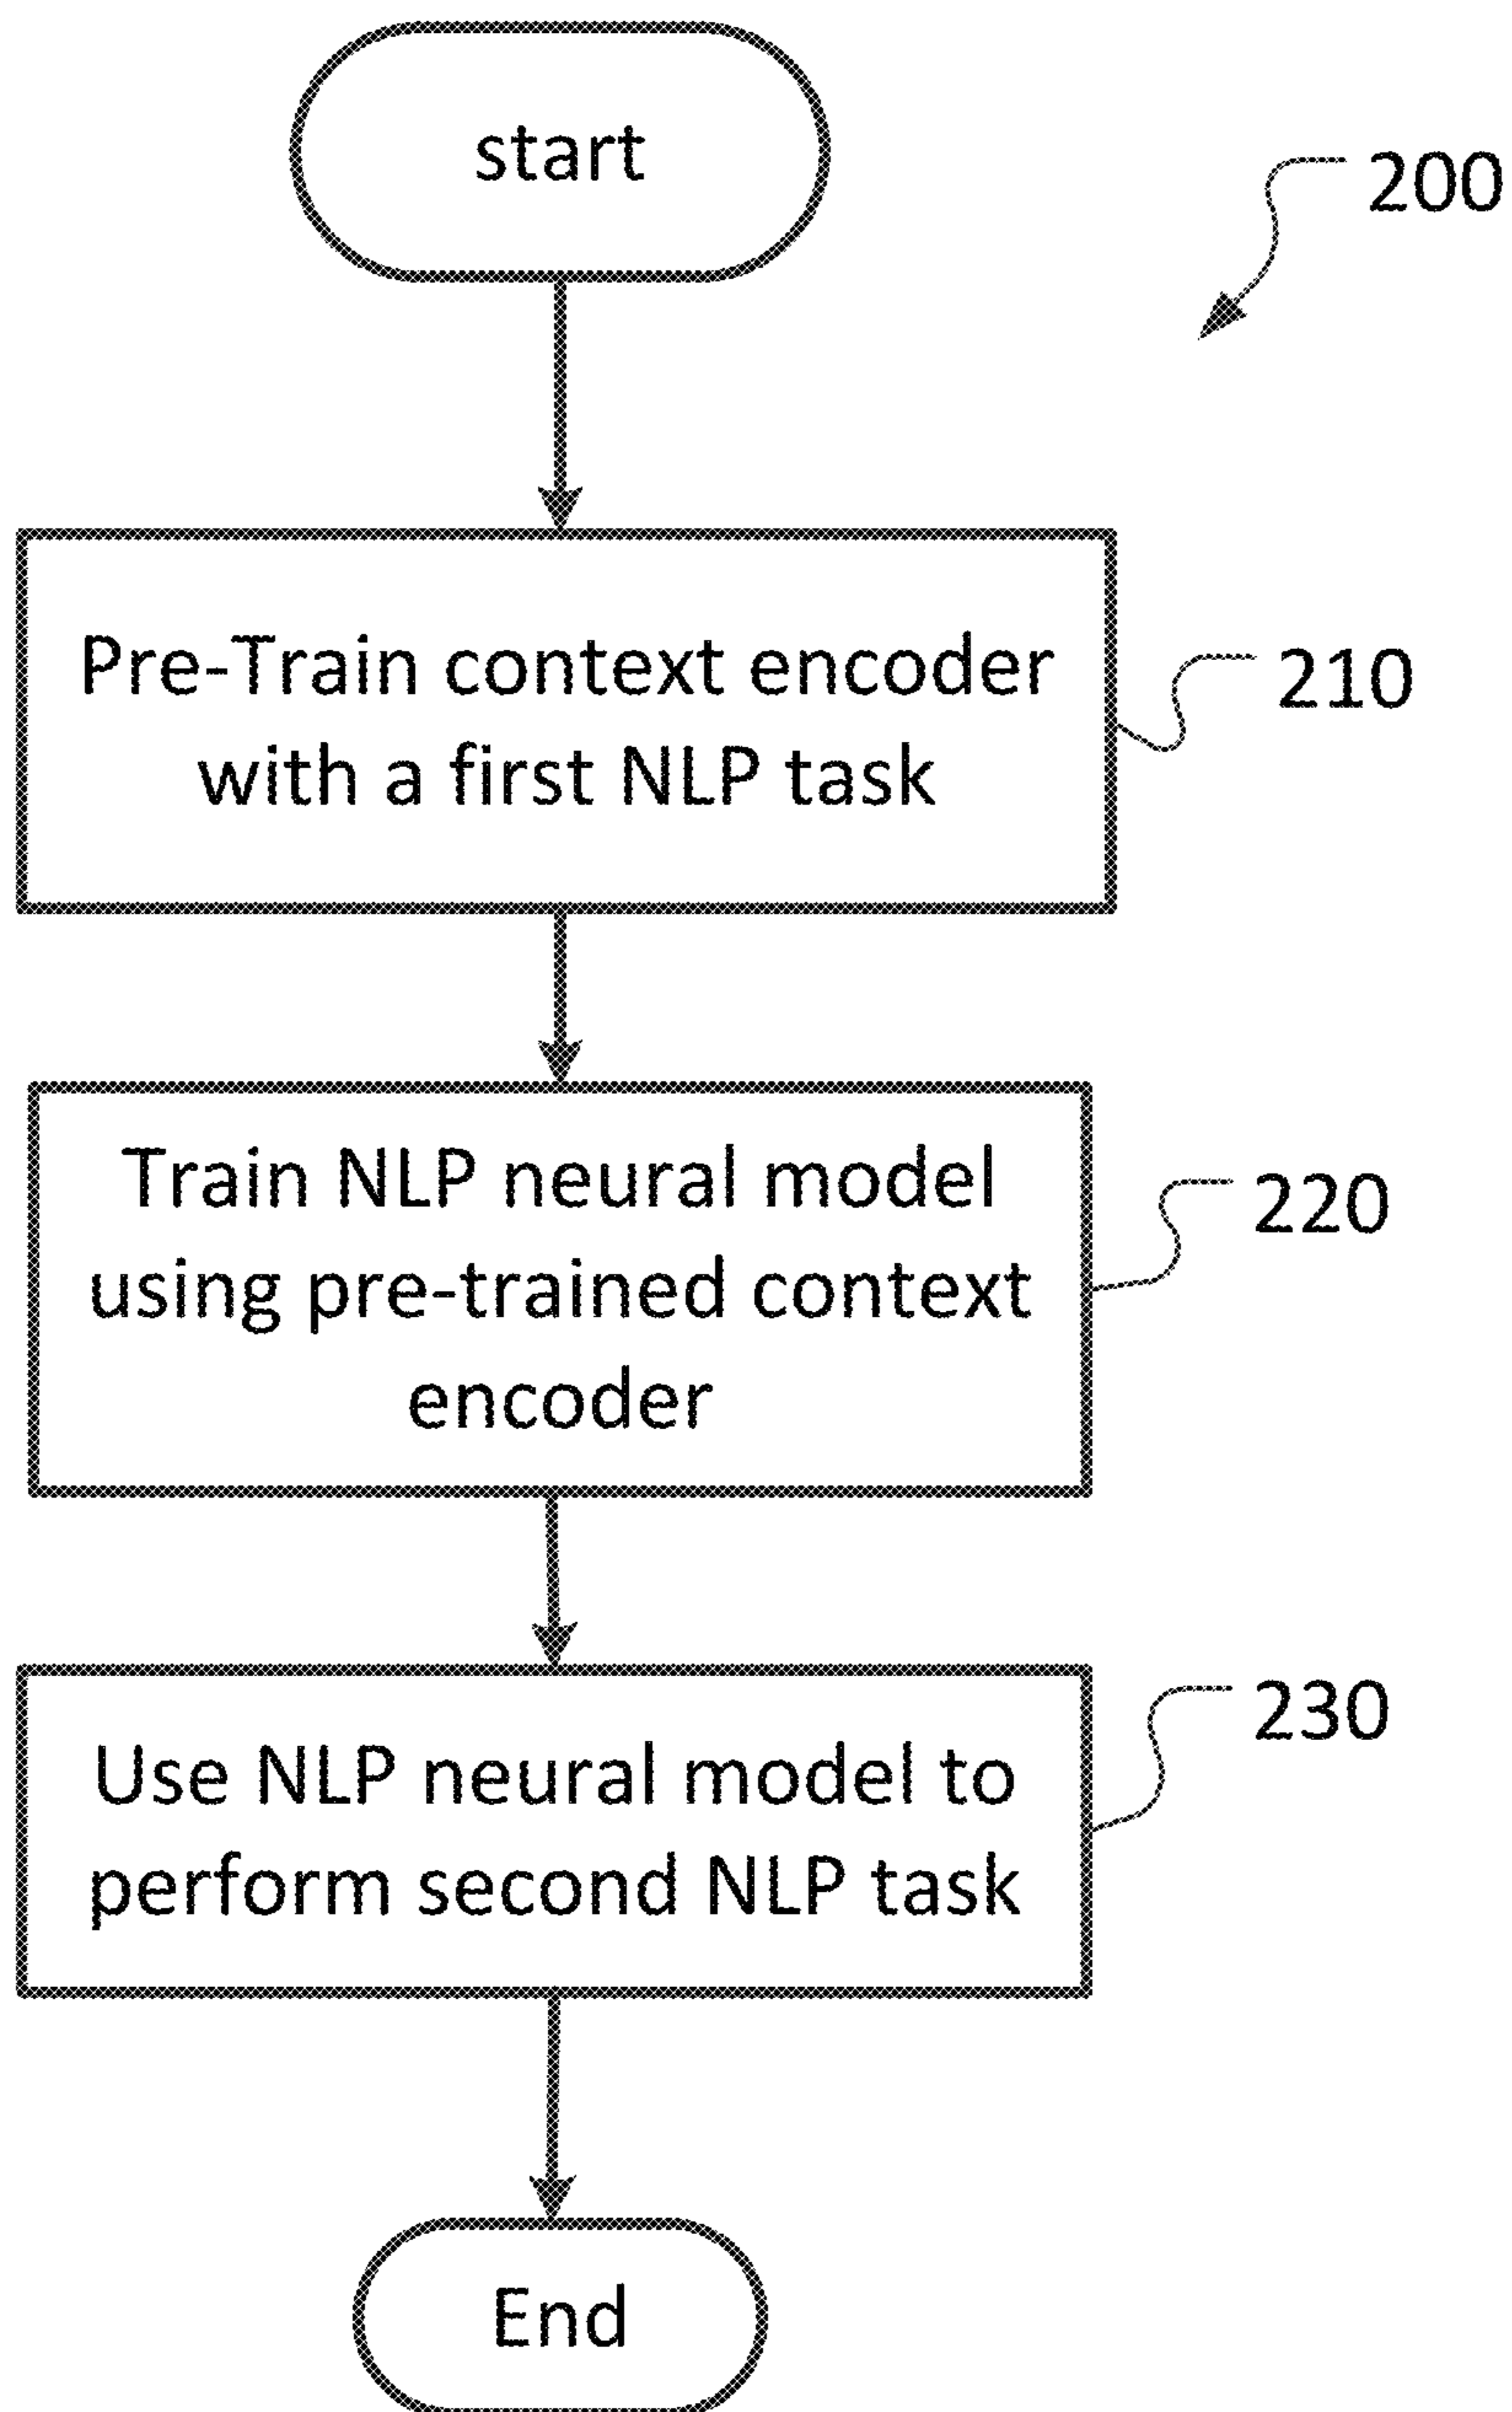 start
200
Pre-Train context encoder
with a first NLP task
210
Train NLP neural model
using pre-trained context
encoder
220
Use NLP neural model to
perform second NLP task
230
End